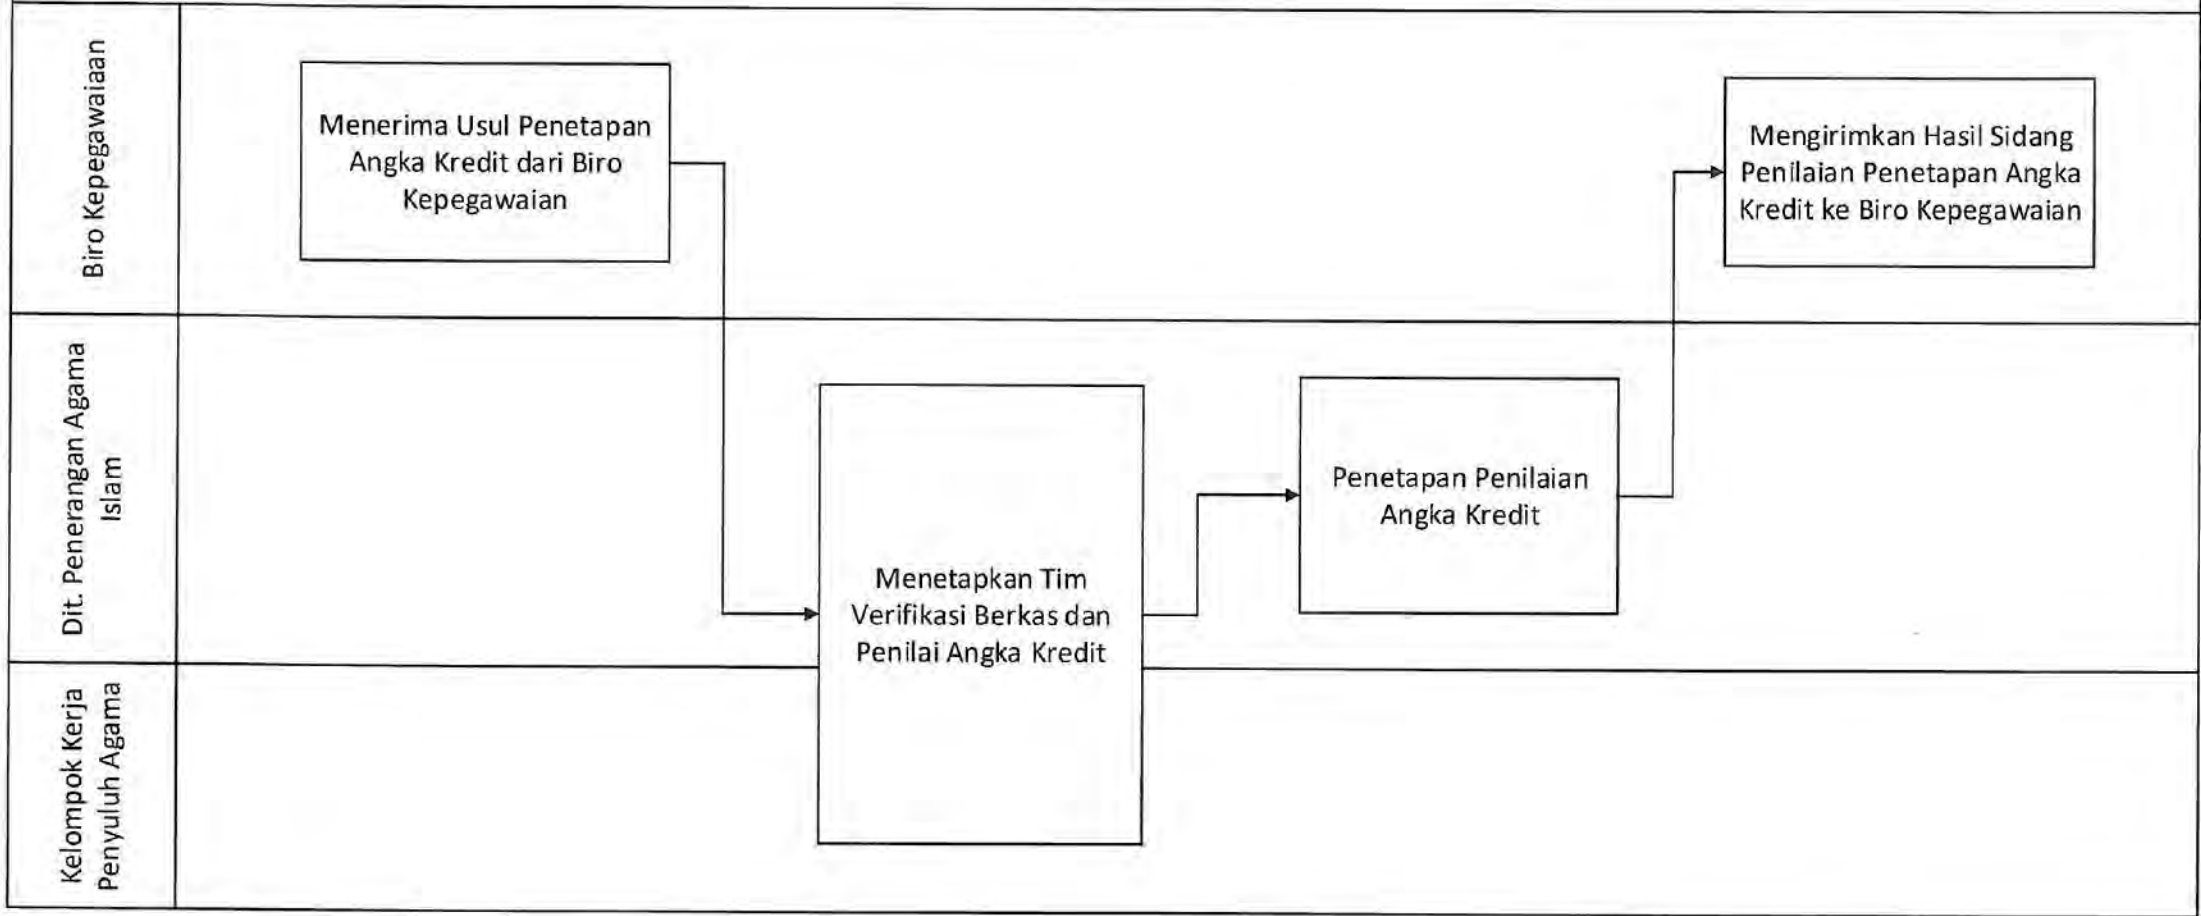 Biro Kepegawaiaan
Menerima Usul Penetapan
Angka Kredit dari Biro
Kepegawaian
Mengirimkan Hasil Sidang
Penilaian Penetapan Angka
Kredit ke Biro Kepegawaian
Dit. Penerangan Agama
Islam
Menetapkan Tim
Verifikasi Berkas dan
Penilai Angka Kredit
Penetapan Penilaian
Angka Kredit
Kelompok Kerja
Penyuluh Agama